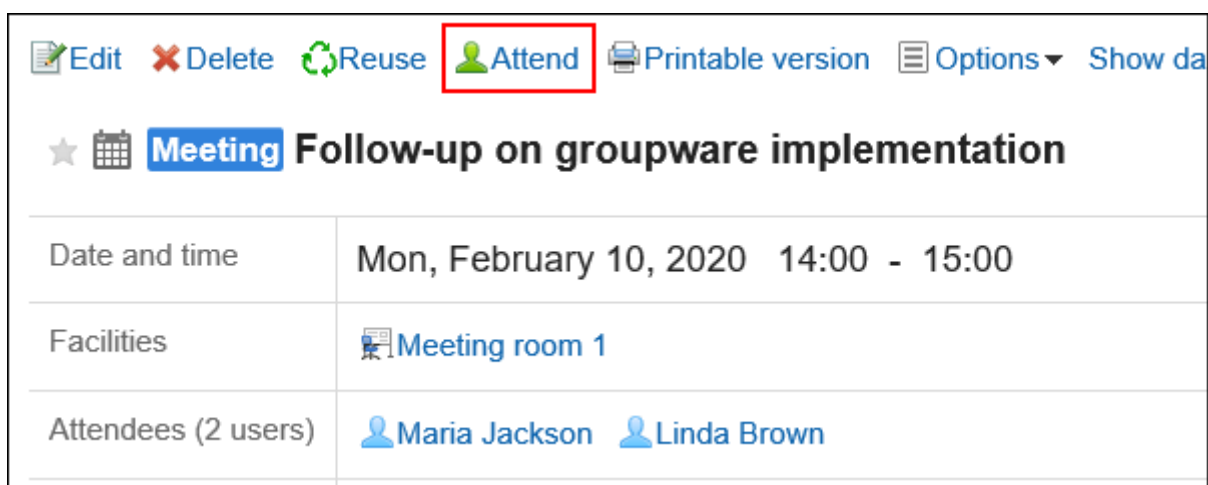 Edit Delete Reuse Attend Printable version Options Show da
Meeting Follow-up on groupware implementation
Date and time Mon, February 10, 2020 14:00 - 15:00
Facilities Meeting room 1
Attendees (2 users) Maria Jackson Linda Brown